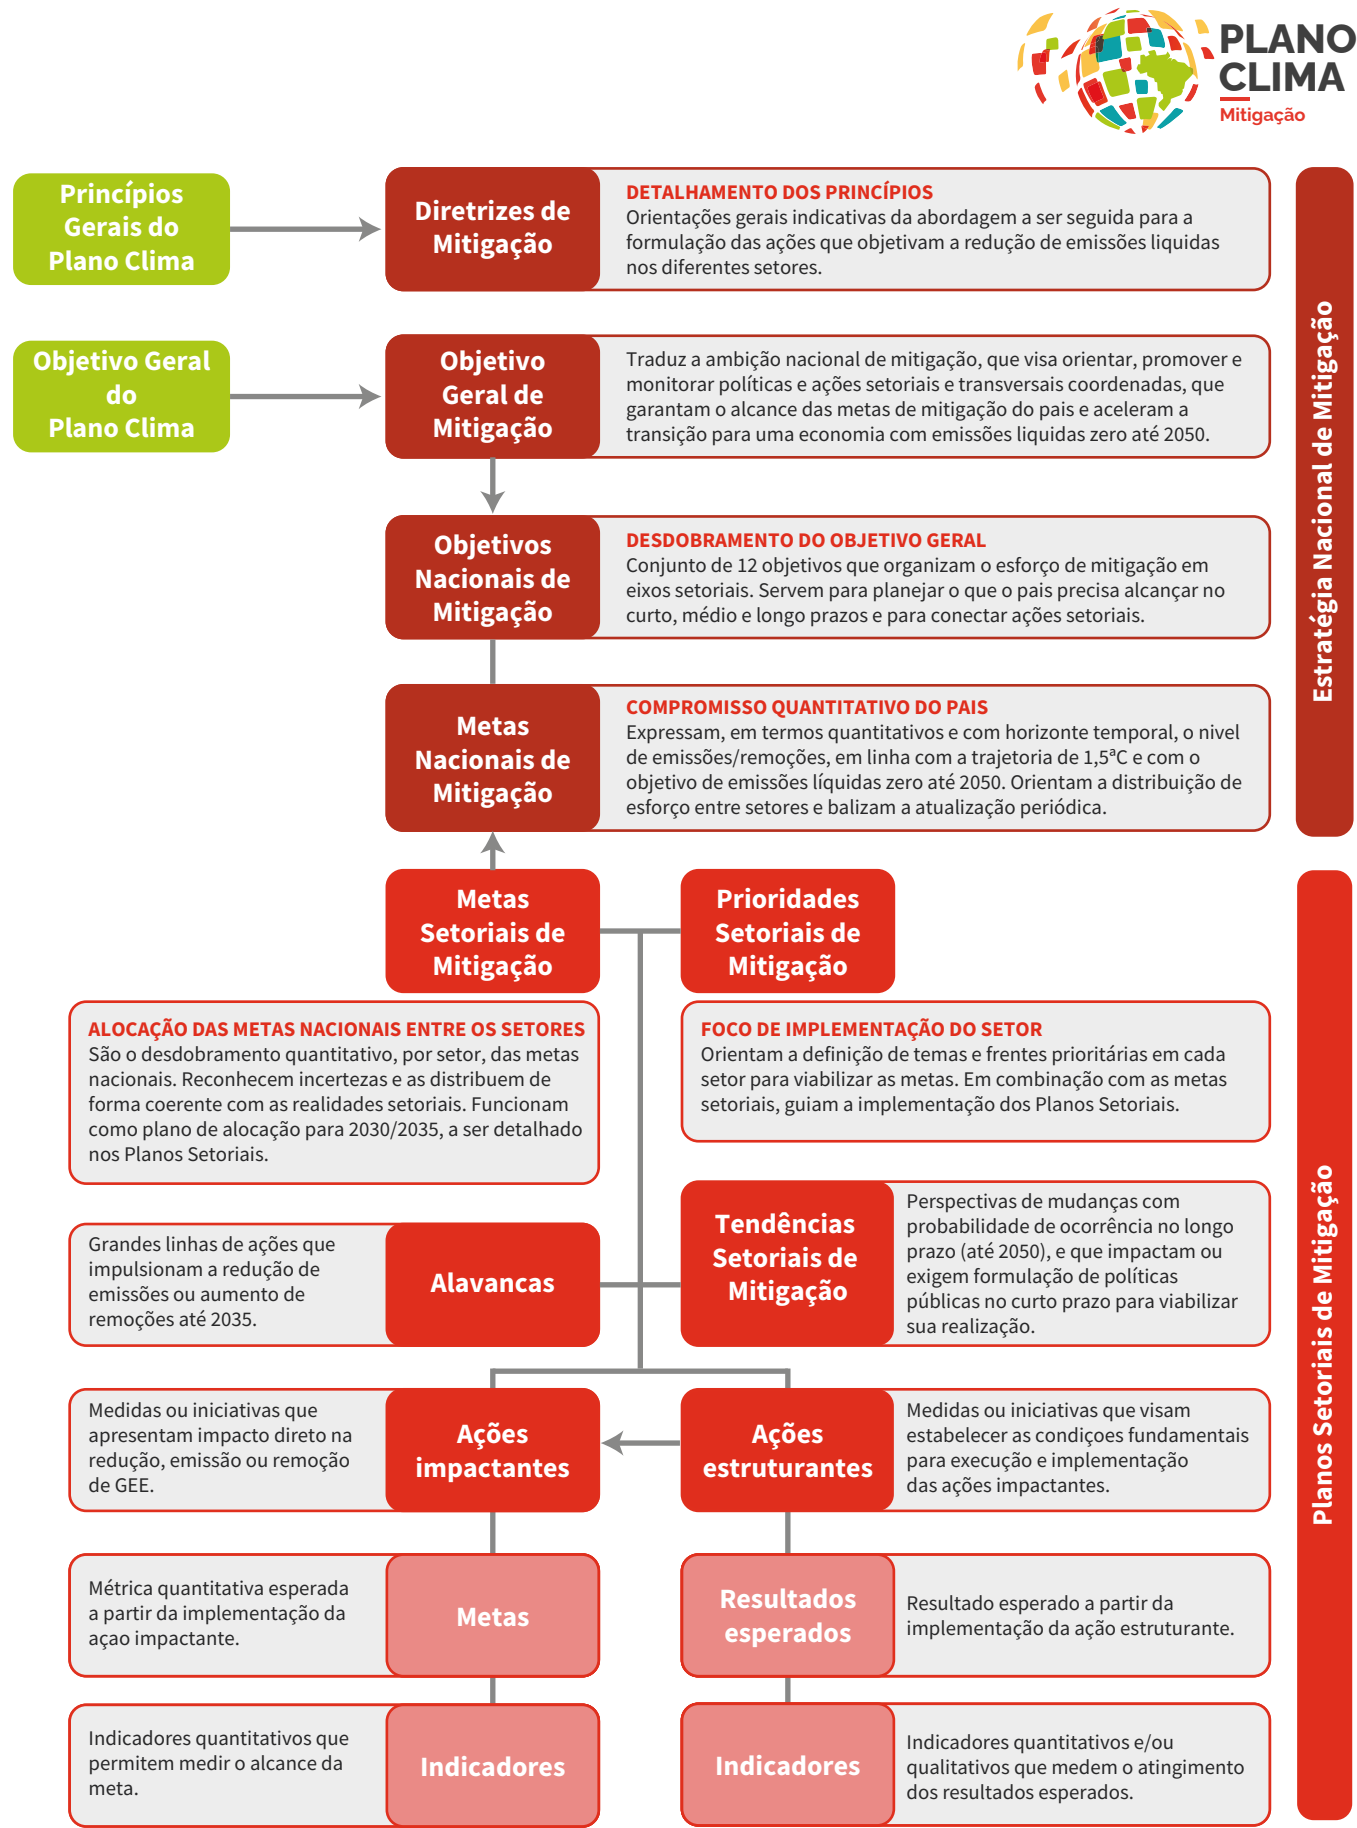 PLANO
CLIMA
Mitigação
Princípios
Gerais do
Plano Clima
Diretrizes de
Mitigação
DETALHAMENTO DOS PRINCÍPIOS
Orientações gerais indicativas da abordagem a ser seguida para a
formulação das ações que objetivam a redução de emissões liquidas
nos diferentes setores.
Objetivo Geral
do
Plano Clima
Objetivo
Geral de
Mitigação
Traduz a ambição nacional de mitigação, que visa orientar, promover e
monitorar políticas e ações setoriais e transversais coordenadas, que
garantam o alcance das metas de mitigação do pais e aceleram a
transição para uma economia com emissões liquidas zero até 2050.
Objetivos
Nacionais de
Mitigação
DESDOBRAMENTO DO OBJETIVO GERAL
Conjunto de 12 objetivos que organizam o esforço de mitigação em
eixos setoriais. Servem para planejar o que o pais precisa alcançar no
curto, médio e longo prazos e para conectar ações setoriais.
Metas
Nacionais de
Mitigação
COMPROMISSO QUANTITATIVO DO PAIS
Expressam, em termos quantitativos e com horizonte temporal, o nivel
de emissões/remoções, em linha com a trajetoria de 1,5ªC e com o
objetivo de emissões líquidas zero até 2050. Orientam a distribuição de
esforço entre setores e balizam a atualização periódica.
Estratégia Nacional de Mitigação
Metas
Setoriais de
Mitigação
Prioridades
Setoriais de
Mitigação
ALOCAÇÃO DAS METAS NACIONAIS ENTRE OS SETORES
São o desdobramento quantitativo, por setor, das metas
nacionais. Reconhecem incertezas e as distribuem de
forma coerente com as realidades setoriais. Funcionam
como plano de alocação para 2030/2035, a ser detalhado
nos Planos Setoriais.
FOCO DE IMPLEMENTAÇÃO DO SETOR
Orientam a definição de temas e frentes prioritárias em cada
setor para viabilizar as metas. Em combinação com as metas
setoriais, guiam a implementação dos Planos Setoriais.
Grandes linhas de ações que
impulsionam a redução de
emissões ou aumento de
remoções até 2035.
Alavancas
Tendências
Setoriais de
Mitigação
Perspectivas de mudanças com
probabilidade de ocorrência no longo
prazo (até 2050), e que impactam ou
exigem formulação de políticas
públicas no curto prazo para viabilizar
sua realização.
Medidas ou iniciativas que
apresentam impacto direto na
redução, emissão ou remoção
de GEE.
Ações
impactantes
Ações
estruturantes
Medidas ou iniciativas que visam
estabelecer as condiçoes fundamentais
para execução e implementação
das ações impactantes.
Métrica quantitativa esperada
a partir da implementação da
açao impactante.
Metas
Resultados
esperados
Resultado esperado a partir da
implementação da ação estruturante.
Indicadores quantitativos que
permitem medir o alcance da
meta.
Indicadores
Indicadores
Indicadores quantitativos e/ou
qualitativos que medem o atingimento
dos resultados esperados.
Planos Setoriais de Mitigação